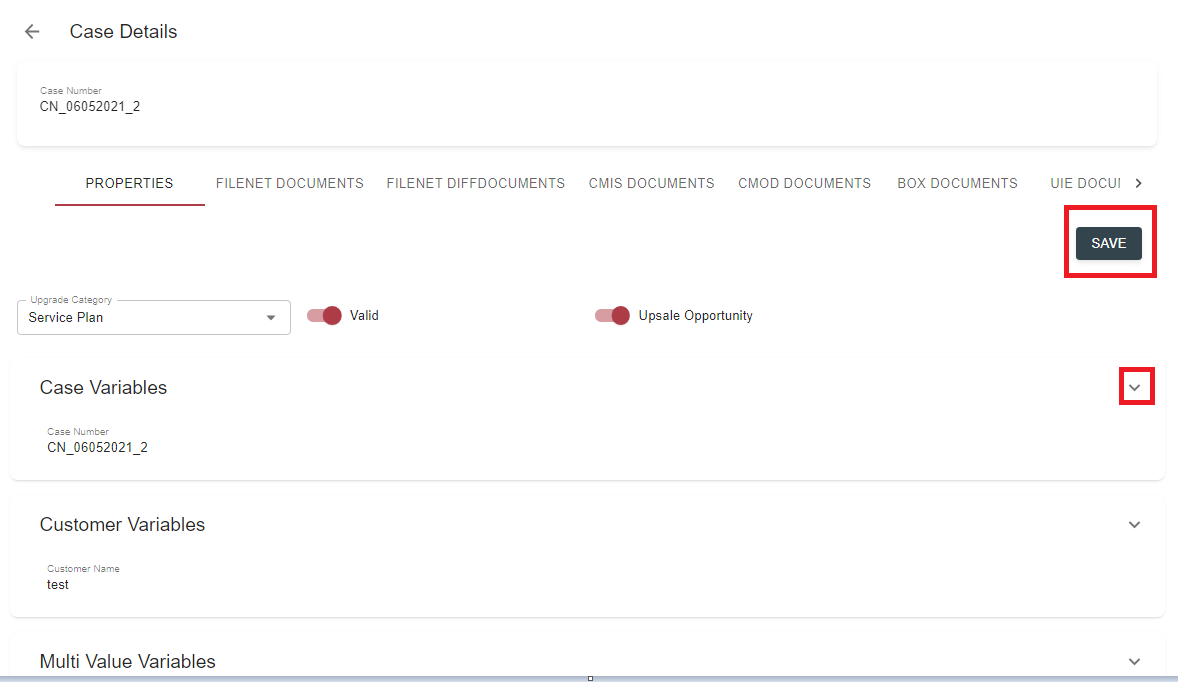 Case Details
Case Number
CN_06052021_2
PROPERTIES FILENET DOCUMENTS FILENET DIFFDOCUMENTS CMIS DOCUMENTS CMOD DOCUMENTS BOX DOCUMENTS UIE DOCUI
SAVE
Upgrade Category
Service Plan Valid Upsale Opportunity
Case Variables
Case Number
CN_06052021_2
Customer Variables
Customer Name
test
Multi Value Variables